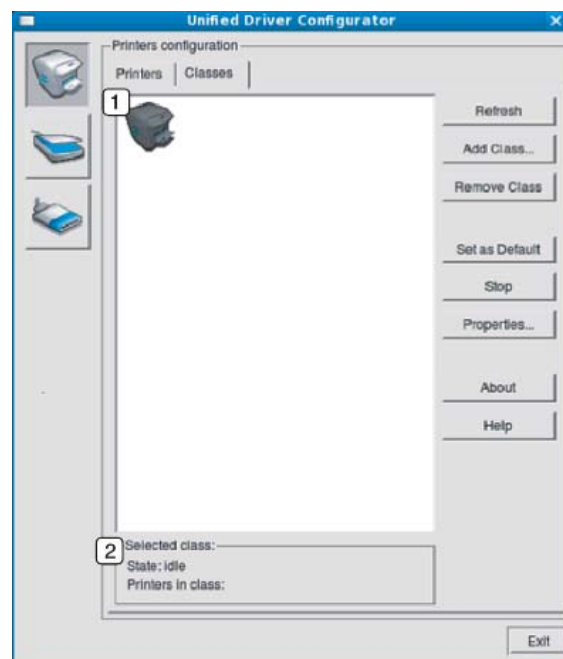 Unified Driver Configurator
Printers configuration
Printers
Classes
1
Refresh
Add Class...
Remove Class
Set as Default
Stop
Properties...
About
Help
2
Selected class:
State: idle
Printers in class:
Exit